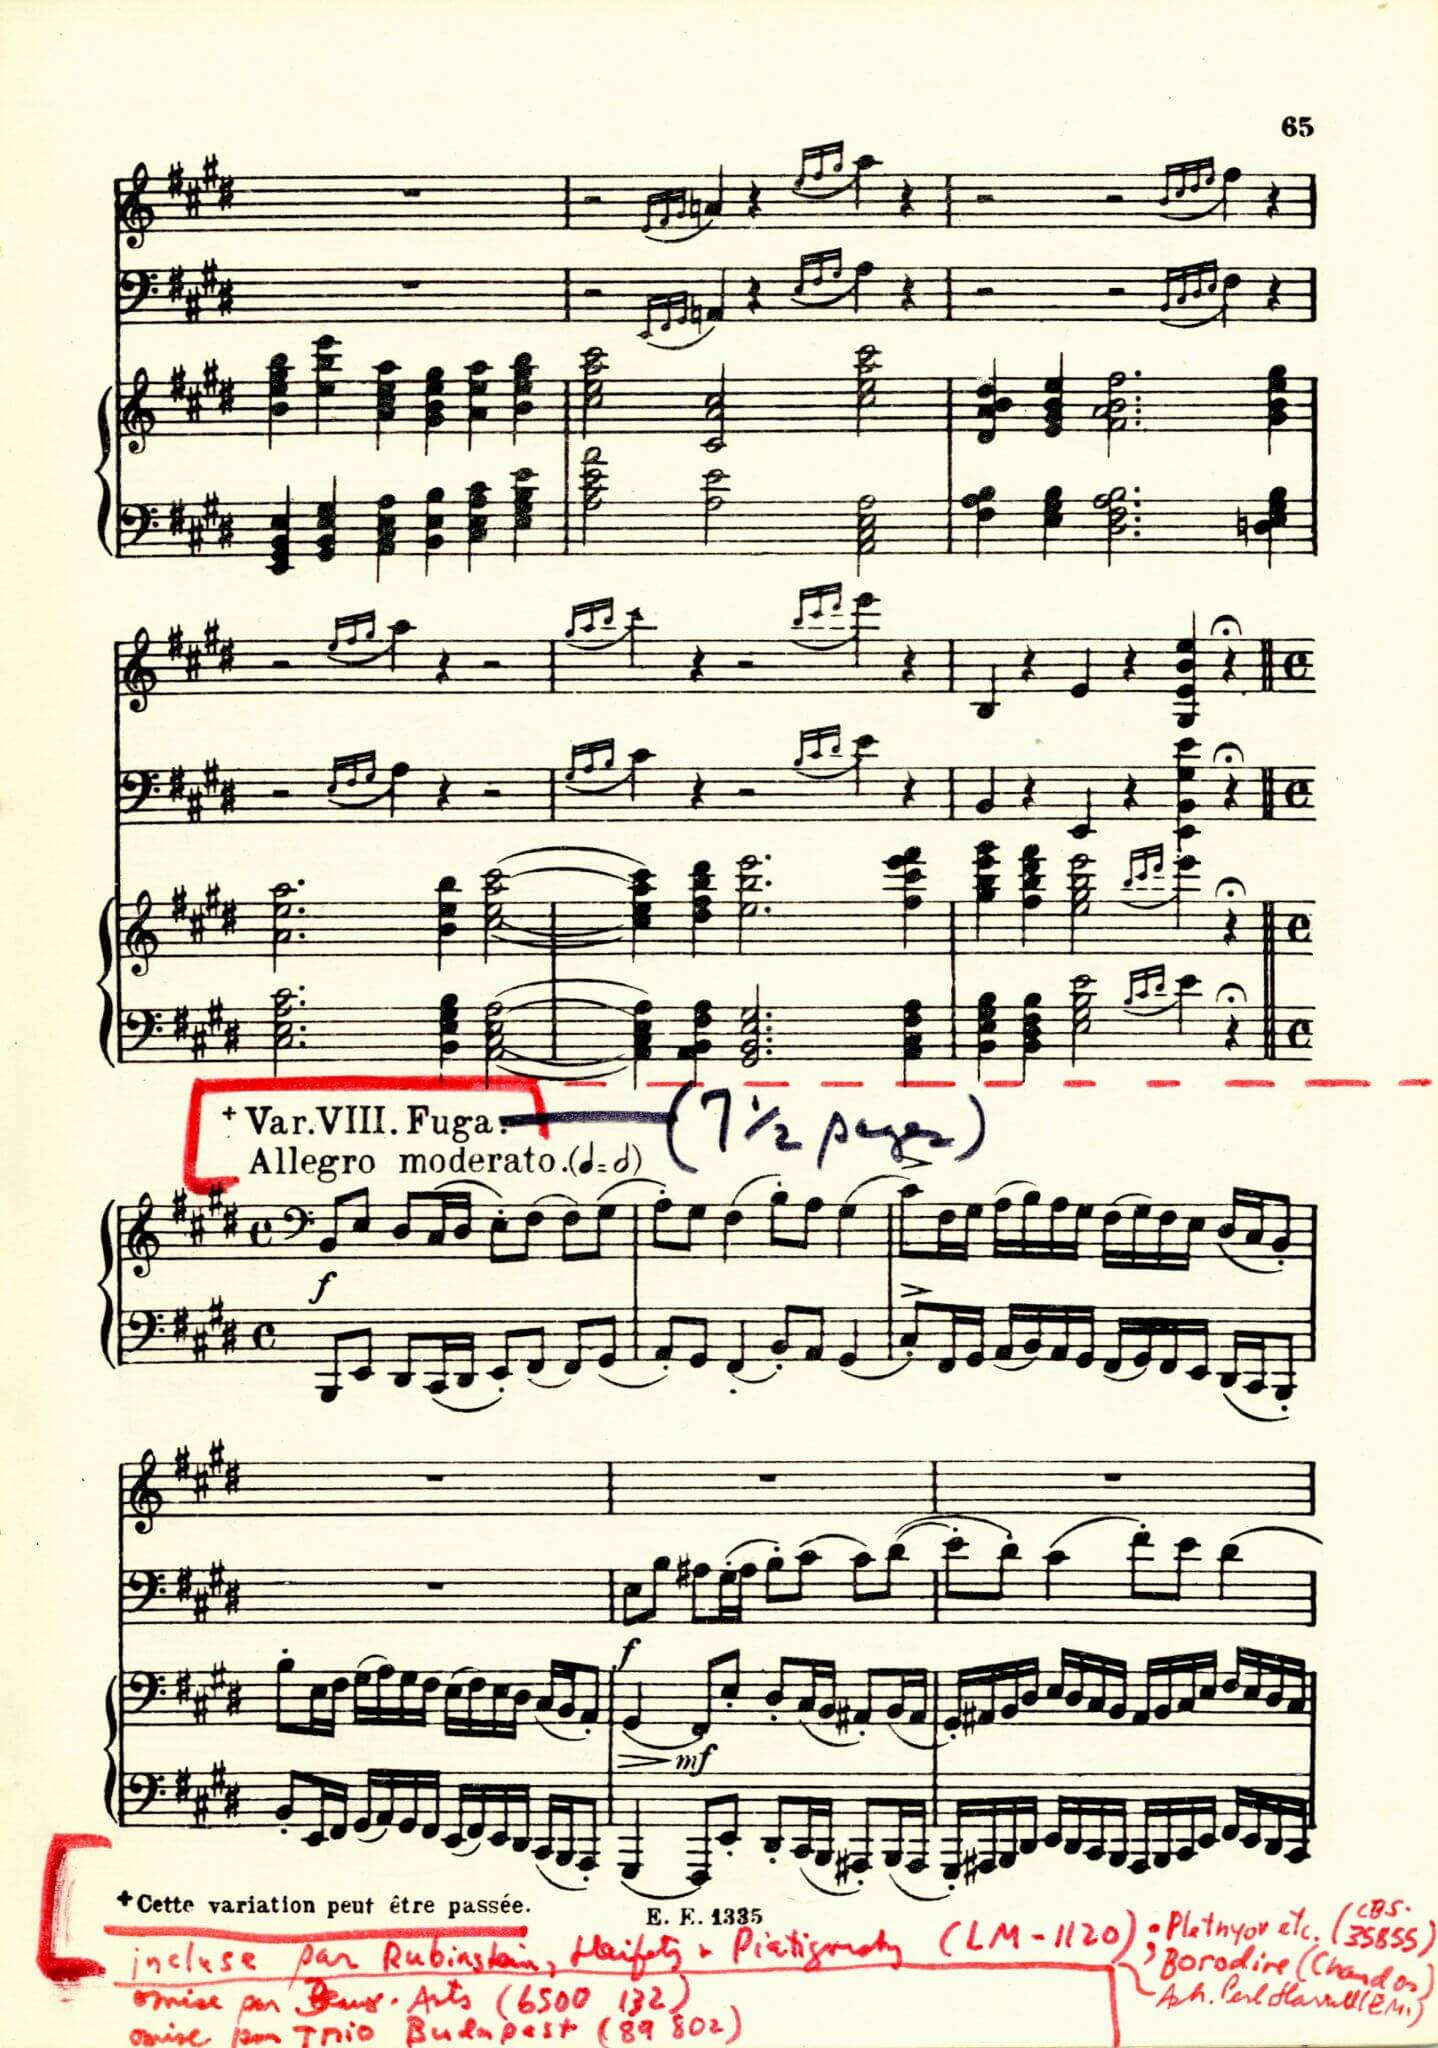 65
+ Var. VIII. Fuga.
(7 1/2 pages)
Allegro moderato. (𝅗𝅥=𝅗𝅥)
f
f
mf
+ Cette variation peut être passée.
E. E. 1335
incluse par Rubinstein, Heifetz & Piatigorsky (LM-1120)
• Pletnyov etc. (CBS. 35855)
Borodine (Chandos)
Ash. Perl Harrell (EMI)
omise par Beaux-Arts (6500 132)
omise par Trio Budapest (89 802)